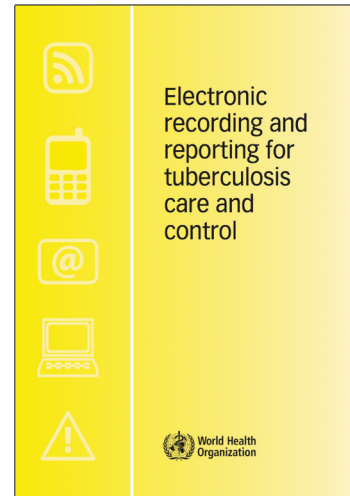 Electronic
recording and
reporting for
tuberculosis
care and
control
@
World Health
Organization